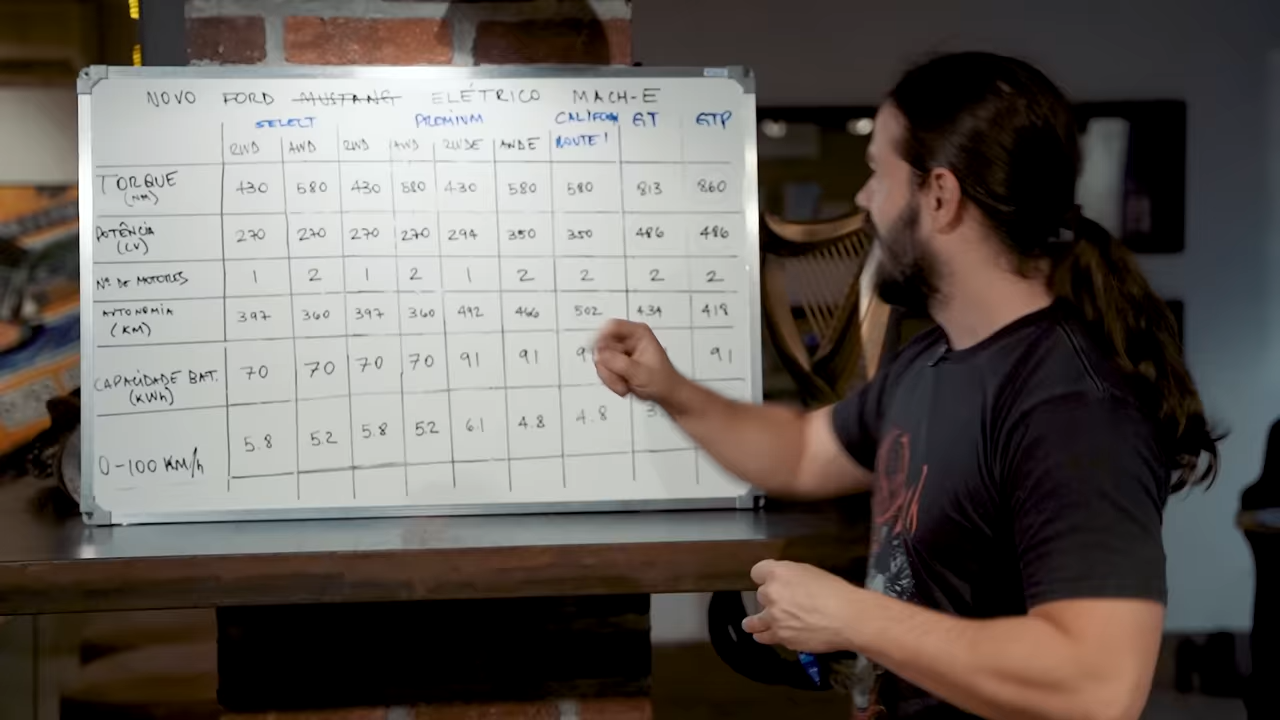 NOVO FORD MUSTANG ELÉTRICO MACH-E
SELECT PREMIUM CALIFORN GT GTP
RWD AWD RWD AWD RWDE AWDE ROUTE 1
TORQUE (NM) 430 580 430 580 430 580 580 813 860
POTÊNCIA (CV) 270 270 270 270 294 350 350 486 486
Nº DE MOTORES 1 2 1 2 1 2 2 2 2
AUTONOMIA (KM) 397 360 397 360 492 466 502 434 418
CAPACIDADE BAT. (KWh) 70 70 70 70 91 91 91
0-100 KM/h 5.8 5.2 5.8 5.2 6.1 4.8 4.8